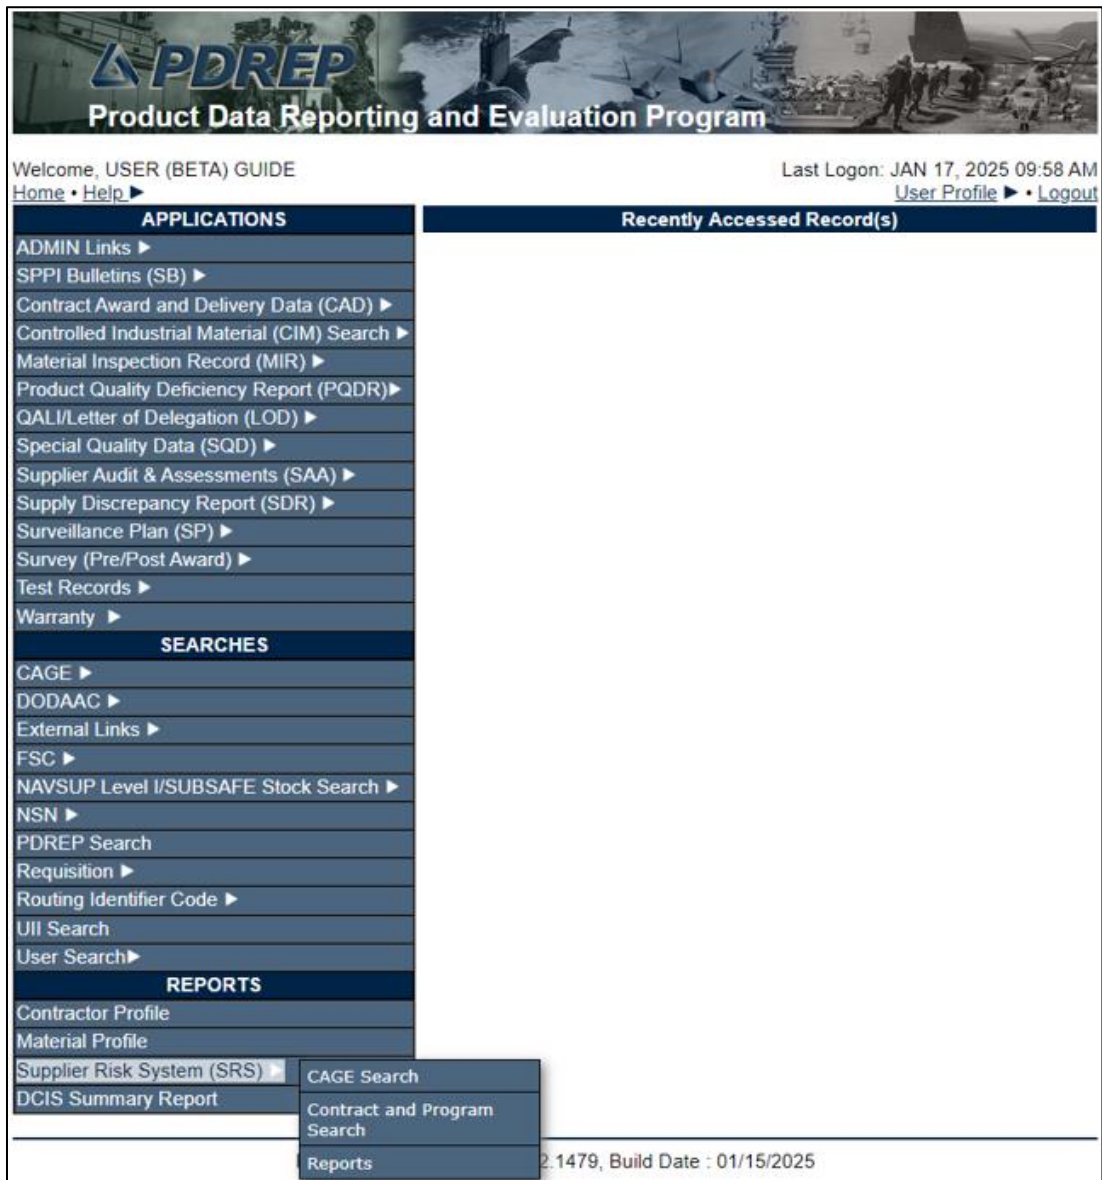 PDREP
Product Data Reporting and Evaluation Program
Welcome, USER (BETA) GUIDE
Last Logon: JAN 17, 2025 09:58 AM
Home • Help ▶
User Profile ▶ • Logout
APPLICATIONS
Recently Accessed Record(s)
ADMIN Links ▶
SPPI Bulletins (SB) ▶
Contract Award and Delivery Data (CAD) ▶
Controlled Industrial Material (CIM) Search ▶
Material Inspection Record (MIR) ▶
Product Quality Deficiency Report (PQDR)▶
QALI/Letter of Delegation (LOD) ▶
Special Quality Data (SQD) ▶
Supplier Audit & Assessments (SAA) ▶
Supply Discrepancy Report (SDR) ▶
Surveillance Plan (SP) ▶
Survey (Pre/Post Award) ▶
Test Records ▶
Warranty ▶
SEARCHES
CAGE ▶
DODAAC ▶
External Links ▶
FSC ▶
NAVSUP Level I/SUBSAFE Stock Search ▶
NSN ▶
PDREP Search
Requisition ▶
Routing Identifier Code ▶
UII Search
User Search▶
REPORTS
Contractor Profile
Material Profile
Supplier Risk System (SRS) ▶
DCIS Summary Report
CAGE Search
Contract and Program
Search
Reports
2.1479, Build Date : 01/15/2025